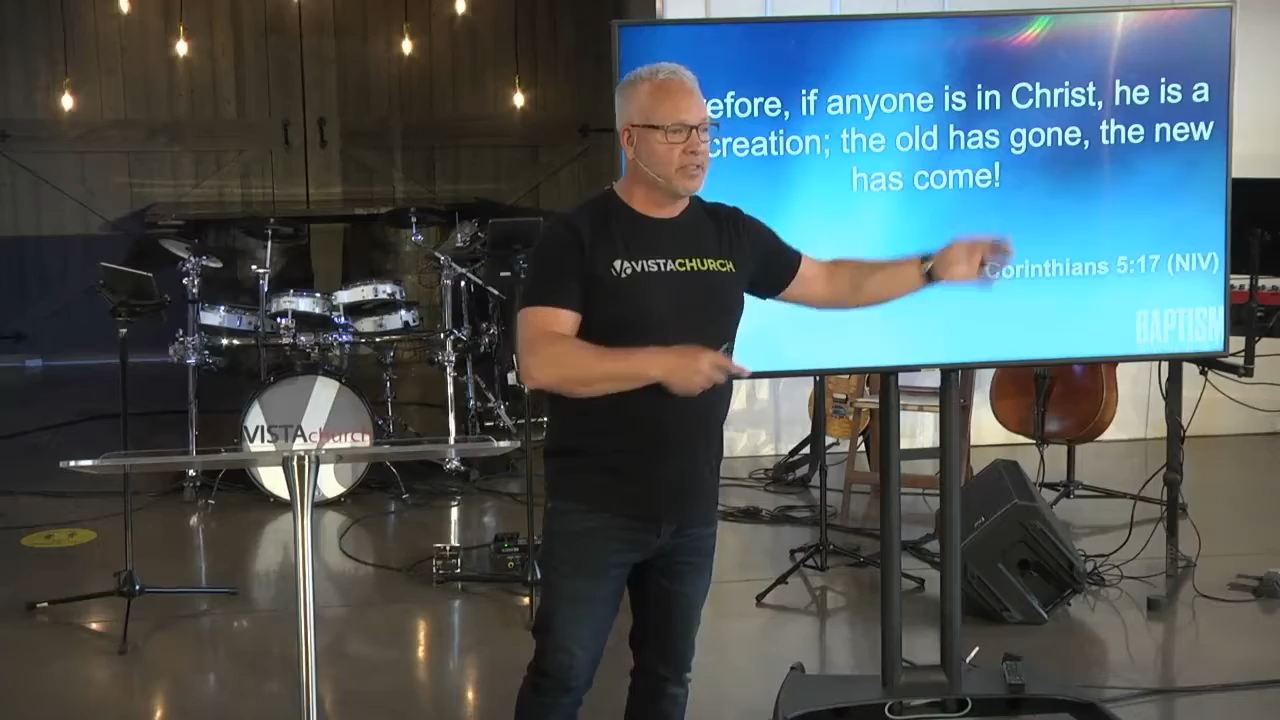 efore, if anyone is in Christ, he is a
creation; the old has gone, the new
has come!
Corinthians 5:17 (NIV)
BAPTISM
VISTACHURCH
VISTAchurch